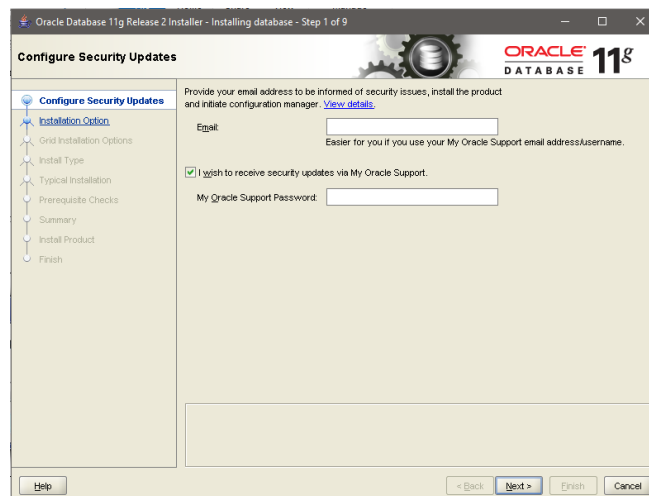 Oracle Database 11g Release 2 Installer - Installing database - Step 1 of 9
Configure Security Updates
ORACLE
DATABASE 11g
Configure Security Updates
Installation Option
Grid Installation Options
Install Type
Typical Installation
Prerequisite Checks
Summary
Install Product
Finish
Provide your email address to be informed of security issues, install the product
and initiate configuration manager. View details.
Email:
Easier for you if you use your My Oracle Support email address/username.
I wish to receive security updates via My Oracle Support.
My Oracle Support Password:
Help
< Back
Next >
Finish
Cancel